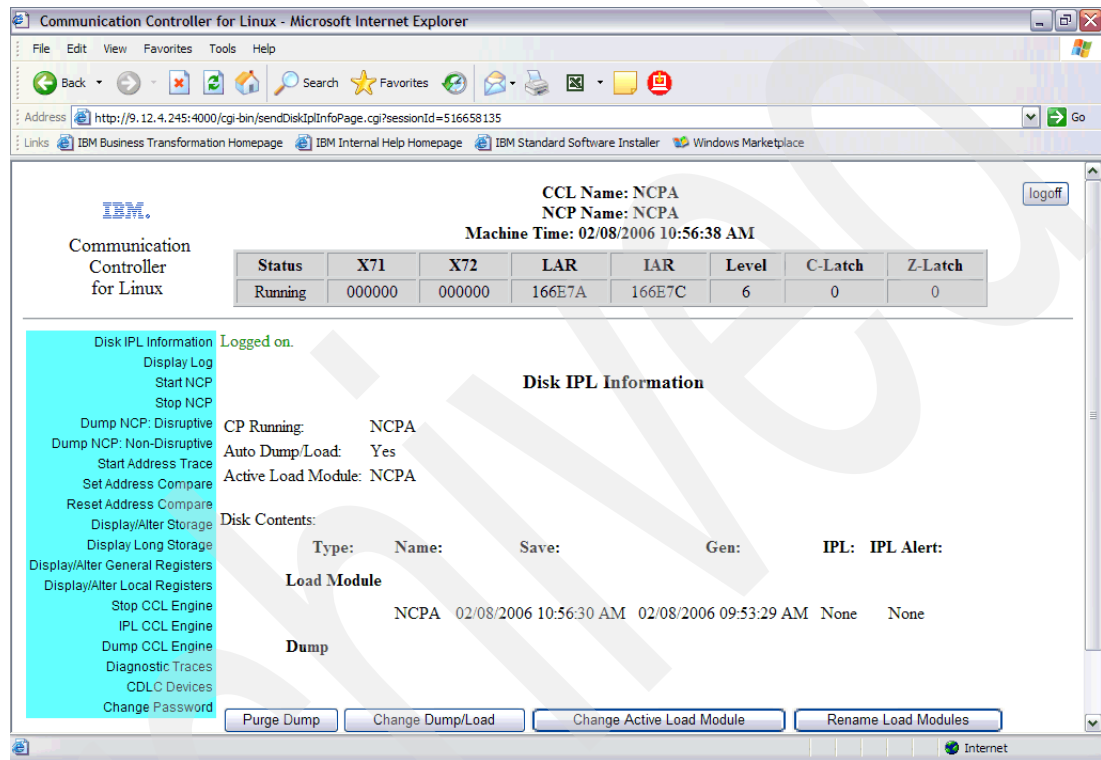 Communication Controller for Linux - Microsoft Internet Explorer
File Edit View Favorites Tools Help
Back Search Favorites
Address http://9.12.4.245:4000/cgi-bin/sendDiskIplInfoPage.cgi?sessionId=516658135 Go
Links IBM Business Transformation Homepage IBM Internal Help Homepage IBM Standard Software Installer Windows Marketplace
CCL Name: NCPA
NCP Name: NCPA
Machine Time: 02/08/2006 10:56:38 AM
logoff
IBM.
Communication
Controller
for Linux
Status X71 X72 LAR IAR Level C-Latch Z-Latch
Running 000000 000000 166E7A 166E7C 6 0 0
Disk IPL Information
Display Log
Start NCP
Stop NCP
Dump NCP: Disruptive
Dump NCP: Non-Disruptive
Start Address Trace
Set Address Compare
Reset Address Compare
Display/Alter Storage
Display Long Storage
Display/Alter General Registers
Display/Alter Local Registers
Stop CCL Engine
IPL CCL Engine
Dump CCL Engine
Diagnostic Traces
CDLC Devices
Change Password
Logged on.
Disk IPL Information
CP Running: NCPA
Auto Dump/Load: Yes
Active Load Module: NCPA
Disk Contents:
Type: Name: Save: Gen: IPL: IPL Alert:
Load Module
NCPA 02/08/2006 10:56:30 AM 02/08/2006 09:53:29 AM None None
Dump
Purge Dump Change Dump/Load Change Active Load Module Rename Load Modules
Internet